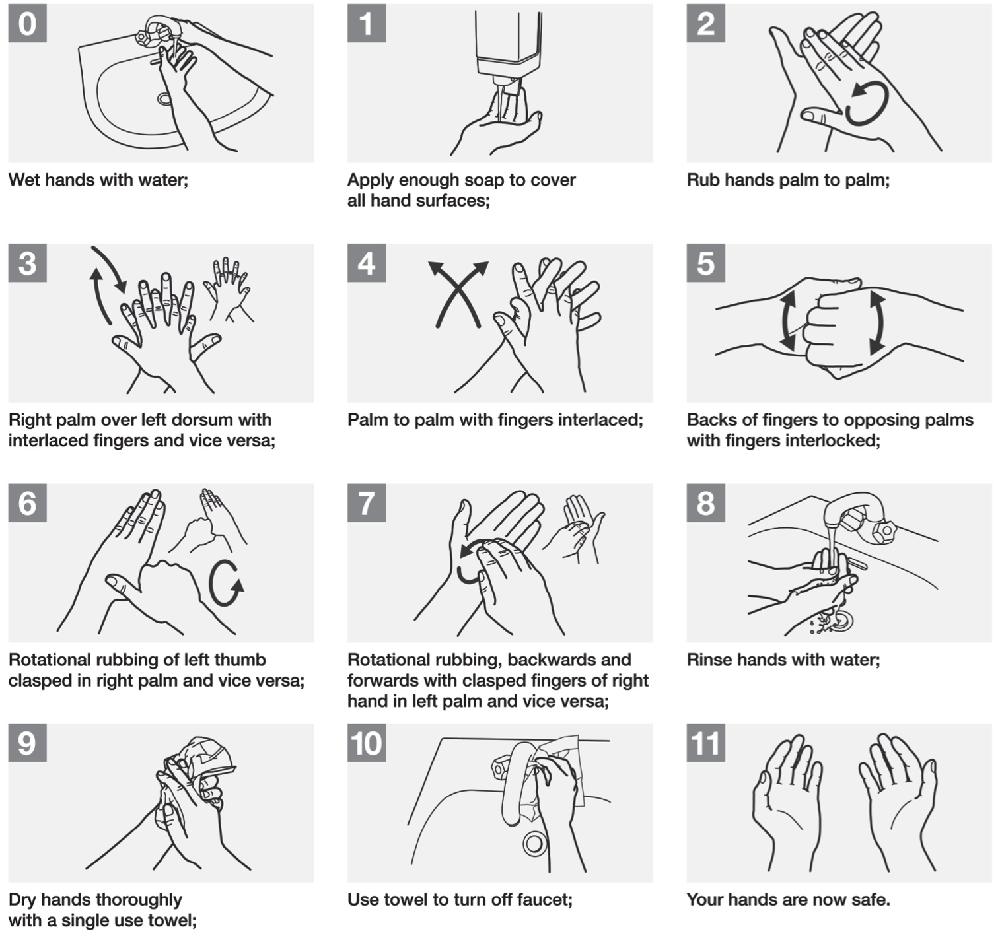 0
Wet hands with water;
1
Apply enough soap to cover
all hand surfaces;
2
Rub hands palm to palm;
3
Right palm over left dorsum with
interlaced fingers and vice versa;
4
Palm to palm with fingers interlaced;
5
Backs of fingers to opposing palms
with fingers interlocked;
6
Rotational rubbing of left thumb
clasped in right palm and vice versa;
7
Rotational rubbing, backwards and
forwards with clasped fingers of right
hand in left palm and vice versa;
8
Rinse hands with water;
9
Dry hands thoroughly
with a single use towel;
10
Use towel to turn off faucet;
11
Your hands are now safe.